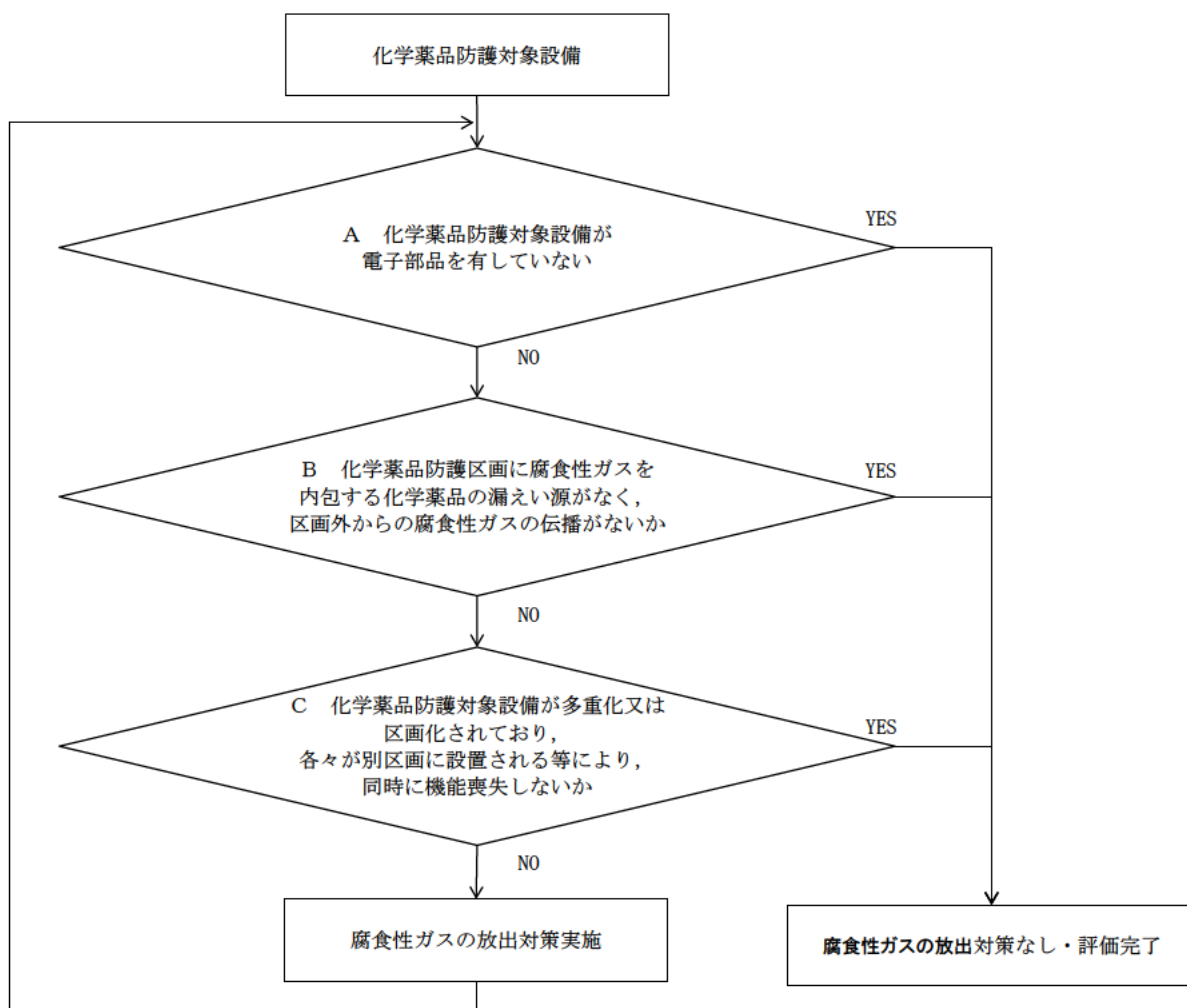 化学薬品防護対象設備
A 化学薬品防護対象設備が
電子部品を有していない
YES
NO
B 化学薬品防護区画に腐食性ガスを
内包する化学薬品の漏えい源がなく，
区画外からの腐食性ガスの伝播がないか
YES
NO
C 化学薬品防護対象設備が多重化又は
区画化されており，
各々が別区画に設置される等により，
同時に機能喪失しないか
YES
NO
腐食性ガスの放出対策実施
腐食性ガスの放出対策なし・評価完了